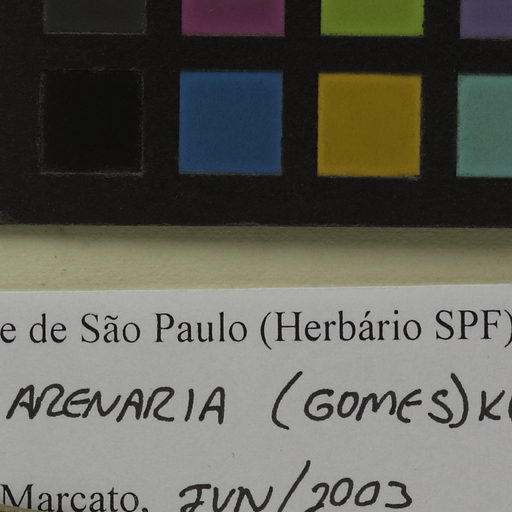 e de São Paulo (Herbário SPF)
ARENARIA (GOMES) K
Marcato, JUN/2003